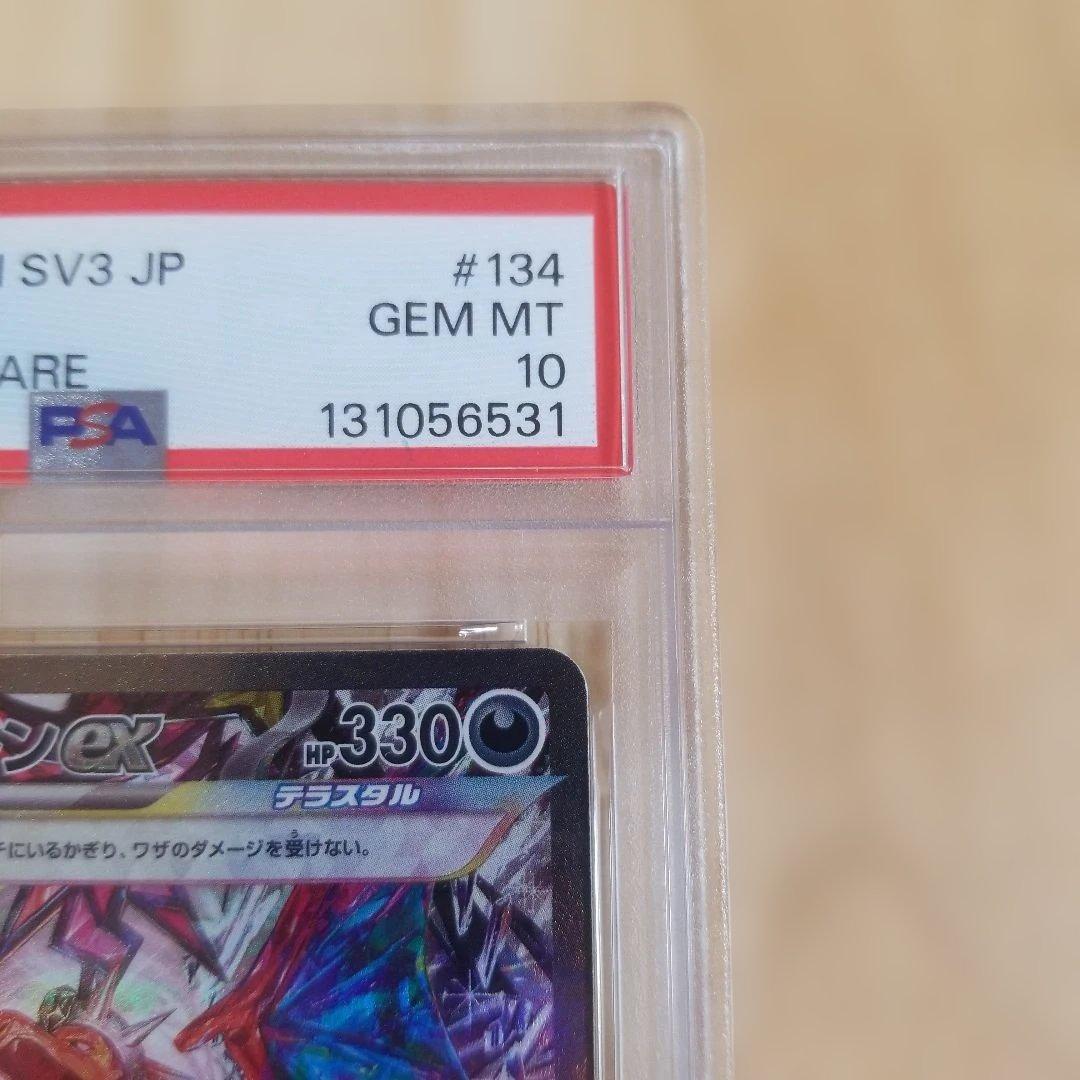 SV3 JP
#134
GEM MT
ARE
10
PSA
131056531
ンex
HP330
テラスタル
チにいるかぎり、ワザのダメージを受けない。
う